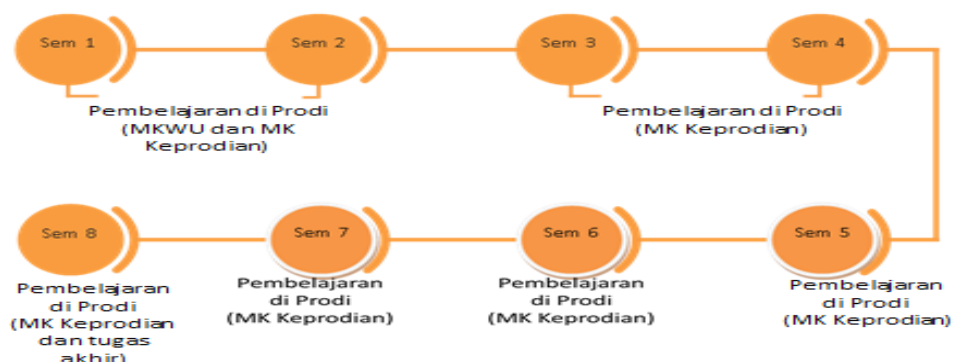 Sem 1
Sem 2
Sem 3
Sem 4
Pembelajaran di Prodi
(MKWU dan MK
Keprodian)
Pembelajaran di Prodi
(MK Keprodian)
Sem 8
Sem 7
Sem 6
Sem 5
Pembelajaran
di Prodi
(MK Keprodian
dan tugas
akhir)
Pembelajaran
di Prodi
(MK Keprodian)
Pembelajaran
di Prodi
(MK Keprodian)
Pembelajaran
di Prodi
(MK Keprodian)